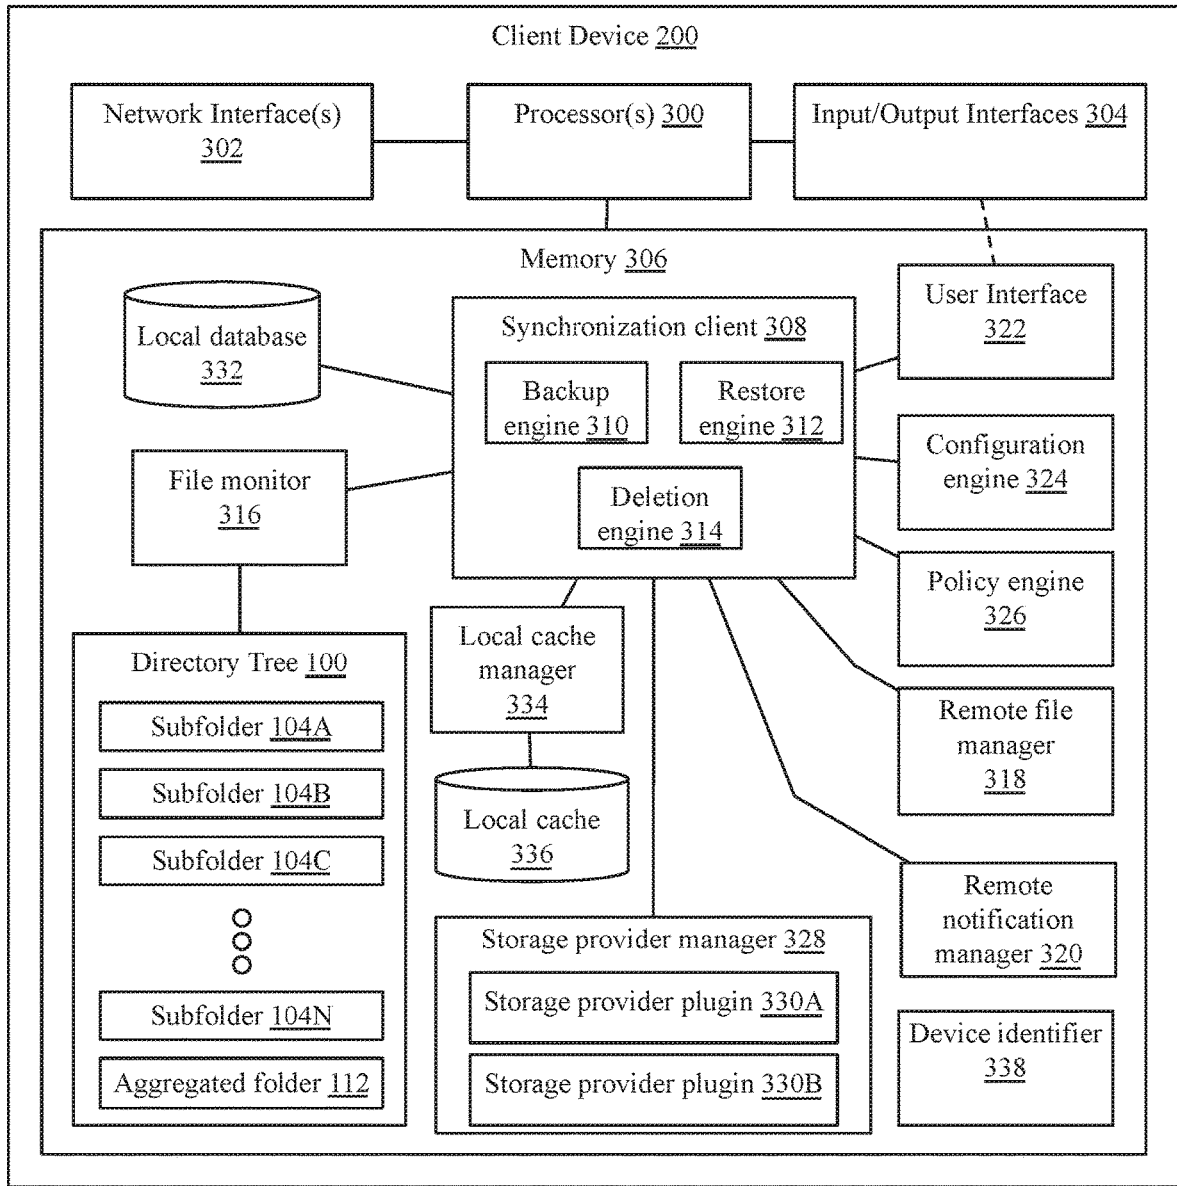 Client Device 200
Network Interface(s)
302
Processor(s) 300
Input/Output Interfaces 304
Memory 306
Local database
332
Synchronization client 308
Backup
engine 310
Restore
engine 312
Deletion
engine 314
User Interface
322
Configuration
engine 324
Policy engine
326
File monitor
316
Directory Tree 100
Subfolder 104A
Subfolder 104B
Subfolder 104C
Subfolder 104N
Aggregated folder 112
Local cache
manager
334
Local cache
336
Storage provider manager 328
Storage provider plugin 330A
Storage provider plugin 330B
Remote file
manager
318
Remote
notification
manager 320
Device identifier
338